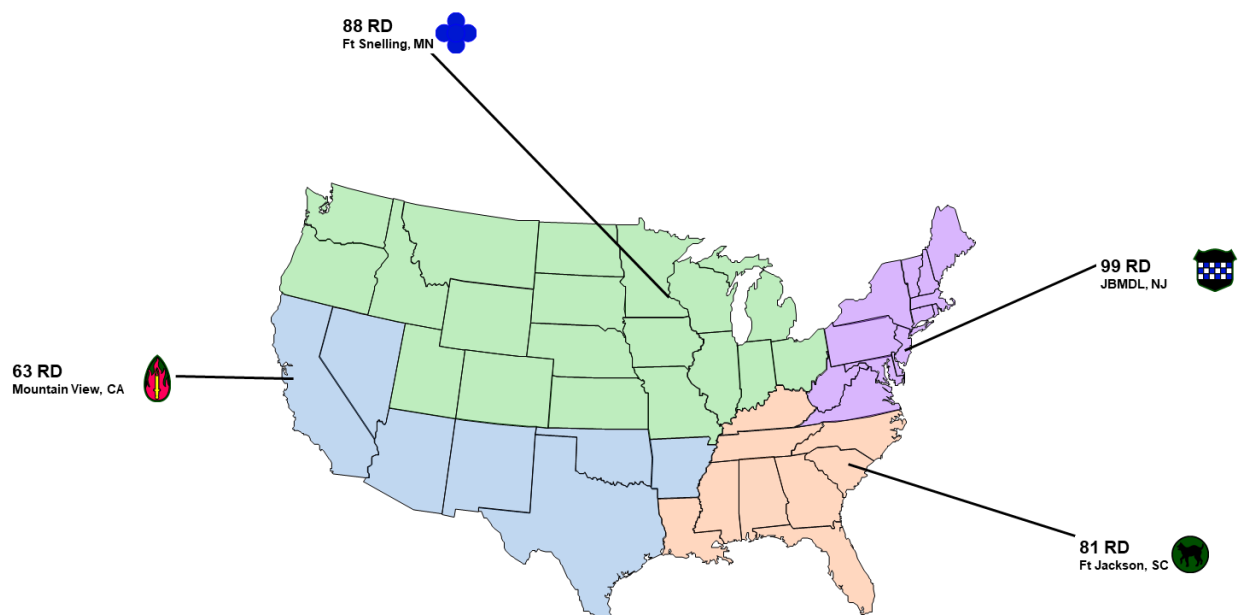 88 RD
Ft Snelling, MN
99 RD
JBMDL, NJ
63 RD
Mountain View, CA
81 RD
Ft Jackson, SC